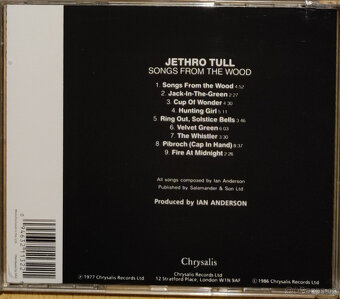 JETHRO TULL
SONGS FROM THE WOOD
1. Songs From the Wood 4:52
2. Jack-In-The-Green 2:27
3. Cup Of Wonder 4:30
4. Hunting Girl 5:11
5. Ring Out, Solstice Bells 3:46
6. Velvet Green 6:03
7. The Whistler 3:30
8. Pibroch (Cap In Hand) 8:37
9. Fire At Midnight 2:26
All songs composed by Ian Anderson
Published by Salamander & Son Ltd
Produced by IAN ANDERSON
Chrysalis
℗ 1977 Chrysalis Records Ltd
Chrysalis Records Ltd
12 Stratford Place, London W1N 9AF
© 1986 Chrysalis Records Ltd